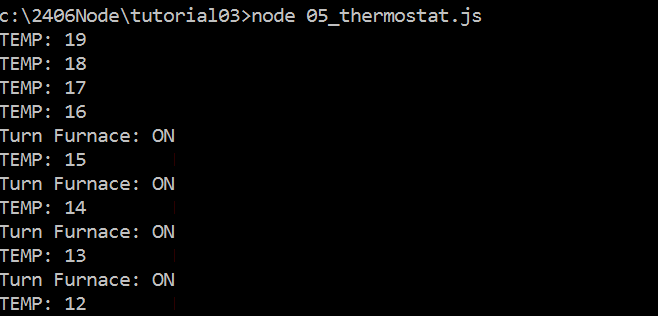 c:\2406Node\tutorial03>node 05_thermostat.js
TEMP: 19
TEMP: 18
TEMP: 17
TEMP: 16
Turn Furnace: ON
TEMP: 15
Turn Furnace: ON
TEMP: 14
Turn Furnace: ON
TEMP: 13
Turn Furnace: ON
TEMP: 12